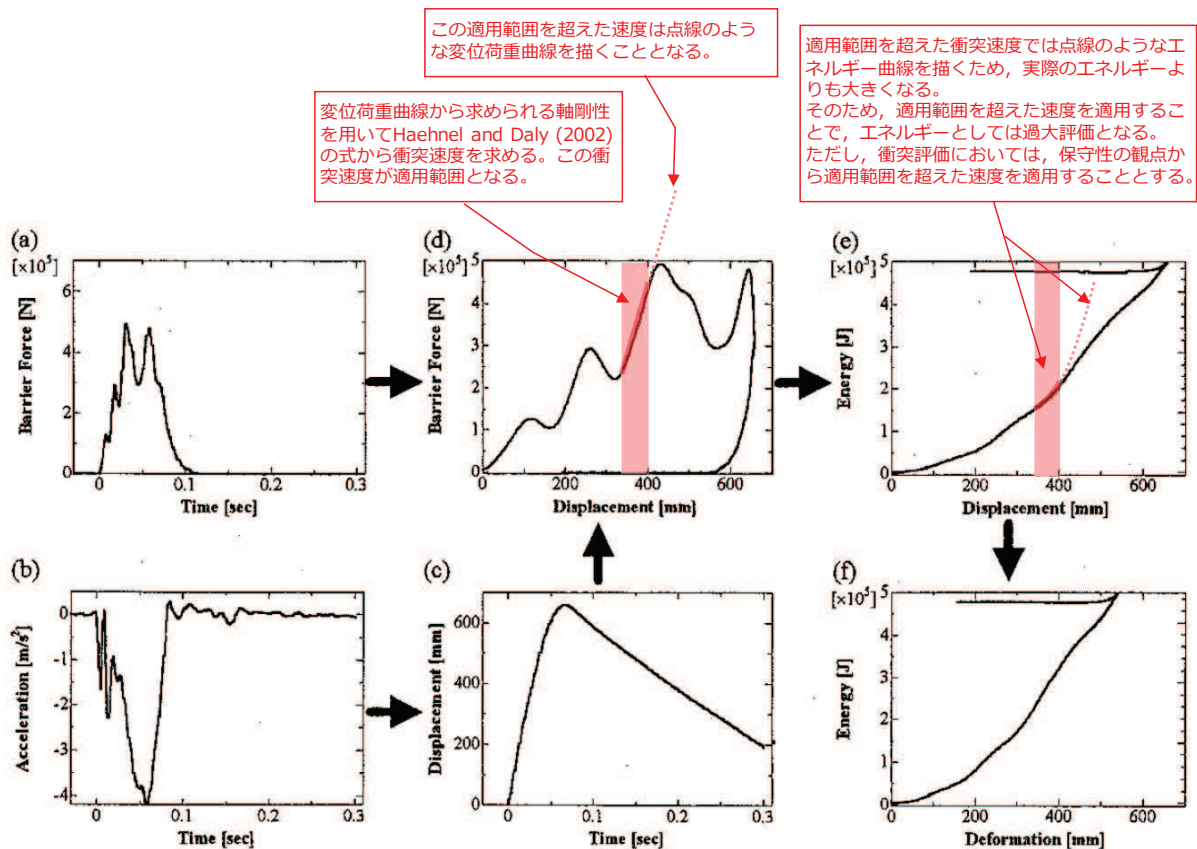 この適用範囲を超えた速度は点線のよう
な変位荷重曲線を描くこととなる。
適用範囲を超えた衝突速度では点線のようなエ
ネルギー曲線を描くため，実際のエネルギーよ
りも大きくなる。
そのため，適用範囲を超えた速度を適用するこ
とで，エネルギーとしては過大評価となる。
ただし，衝突評価においては，保守性の観点か
ら適用範囲を超えた速度を適用することとする。
変位荷重曲線から求められる軸剛性
を用いてHaehnel and Daly (2002)
の式から衝突速度を求める。この衝
突速度が適用範囲となる。
(a)
[×10⁵]
6
4
2
0
Barrier Force [N]
0 0.1 0.2 0.3
Time [sec]
(d)
[×10⁵]
5
4
3
2
1
0
Barrier Force [N]
0 200 400 600
Displacement [mm]
(e)
[×10⁵]
5
4
3
2
1
0
Energy [J]
0 200 400 600
Displacement [mm]
(b)
0
-1
-2
-3
-4
Acceleration [m/s²]
0 0.1 0.2 0.3
Time [sec]
(c)
600
400
200
0
Displacement [mm]
0 0.1 0.2 0.3
Time [sec]
(f)
[×10⁵]
5
4
3
2
1
0
Energy [J]
0 200 400 600
Deformation [mm]